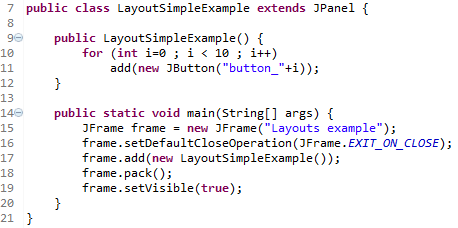 7 public class LayoutSimpleExample extends JPanel {
8
9 public LayoutSimpleExample() {
10 for (int i=0 ; i < 10 ; i++)
11 add(new JButton("button_"+i));
12 }
13
14 public static void main(String[] args) {
15 JFrame frame = new JFrame("Layouts example");
16 frame.setDefaultCloseOperation(JFrame.EXIT_ON_CLOSE);
17 frame.add(new LayoutSimpleExample());
18 frame.pack();
19 frame.setVisible(true);
20 }
21 }